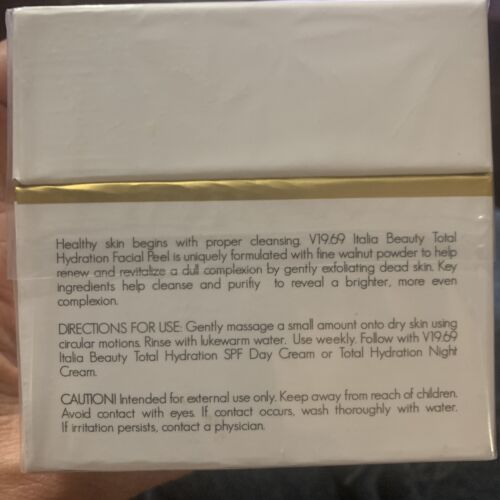 Healthy skin begins with proper cleansing. V19.69 Italia Beauty Total
Hydration Facial Peel is uniquely formulated with fine walnut powder to help
renew and revitalize a dull complexion by gently exfoliating dead skin. Key
ingredients help cleanse and purifiy to reveal a brighter, more even
complexion.
DIRECTIONS FOR USE: Gently massage a small amount onto dry skin using
circular motions. Rinse with lukewarm water. Use weekly. Follow with V19.69
Italia Beauty Total Hydration SPF Day Cream or Total Hydration Night
Cream.
CAUTION! Intended for external use only. Keep away from reach of children.
Avoid contact with eyes. If contact occurs, wash thoroughly with water.
If irritation persists, contact a physician.